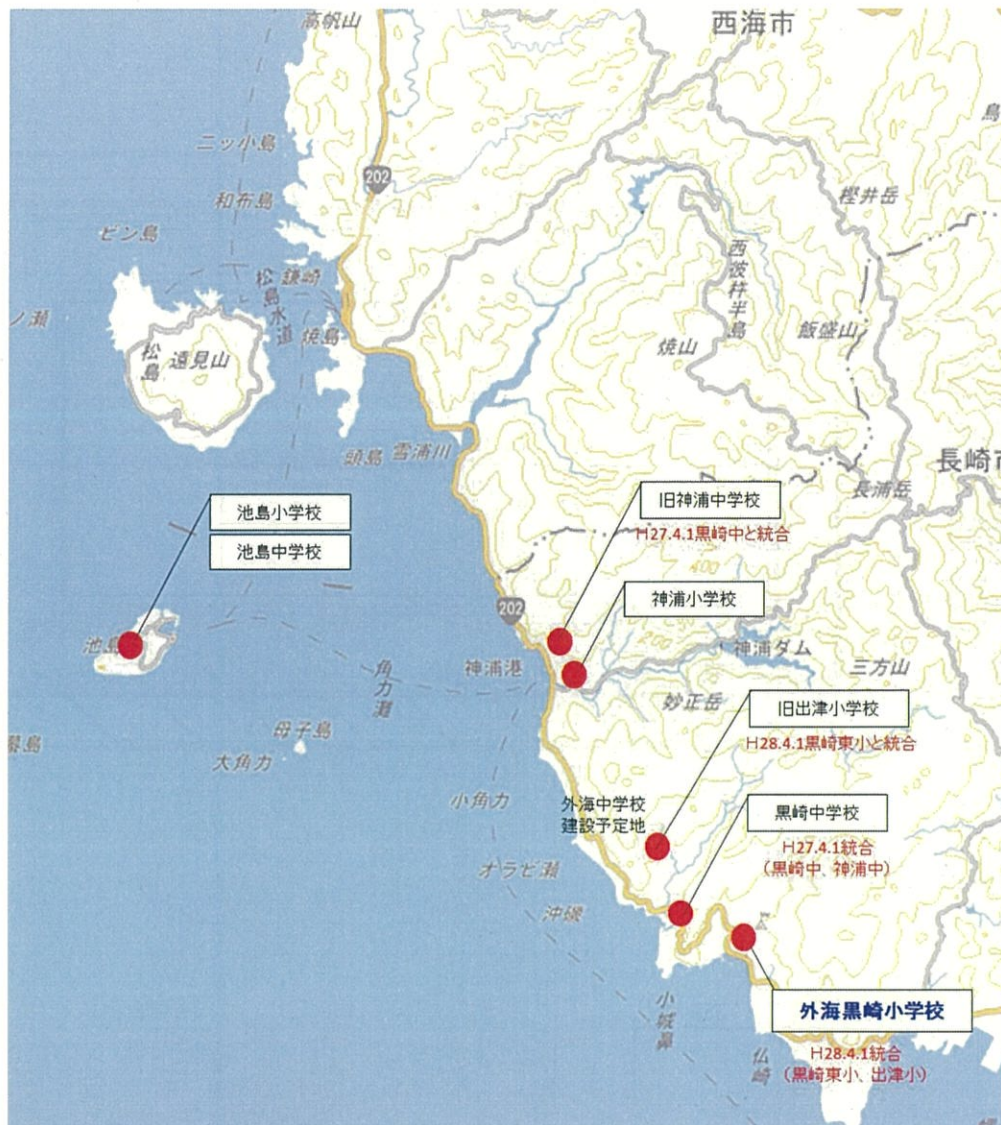 高帆山
西海市
鳥
二ッ小島
202
和布島
樫井岳
ビン島
西彼杵半島
鎌崎
松島水道
ノ瀬
焼島
飯盛山
松島
遠見山
焼山
頭島
雪浦川
長崎市
長浦岳
池島小学校
池島中学校
旧神浦中学校
H27.4.1黒崎中と統合
400
神浦小学校
202
200
池島
神浦港
神浦ダム
角力灘
三方山
妙正岳
旧出津小学校
H28.4.1黒崎東小と統合
母子島
大角力
小角力
外海中学校
建設予定地
黒崎中学校
H27.4.1統合
(黒崎中、神浦中)
オラビ瀬
沖磯
小城鼻
外海黒崎小学校
H28.4.1統合
(黒崎東小、出津小)
仏崎